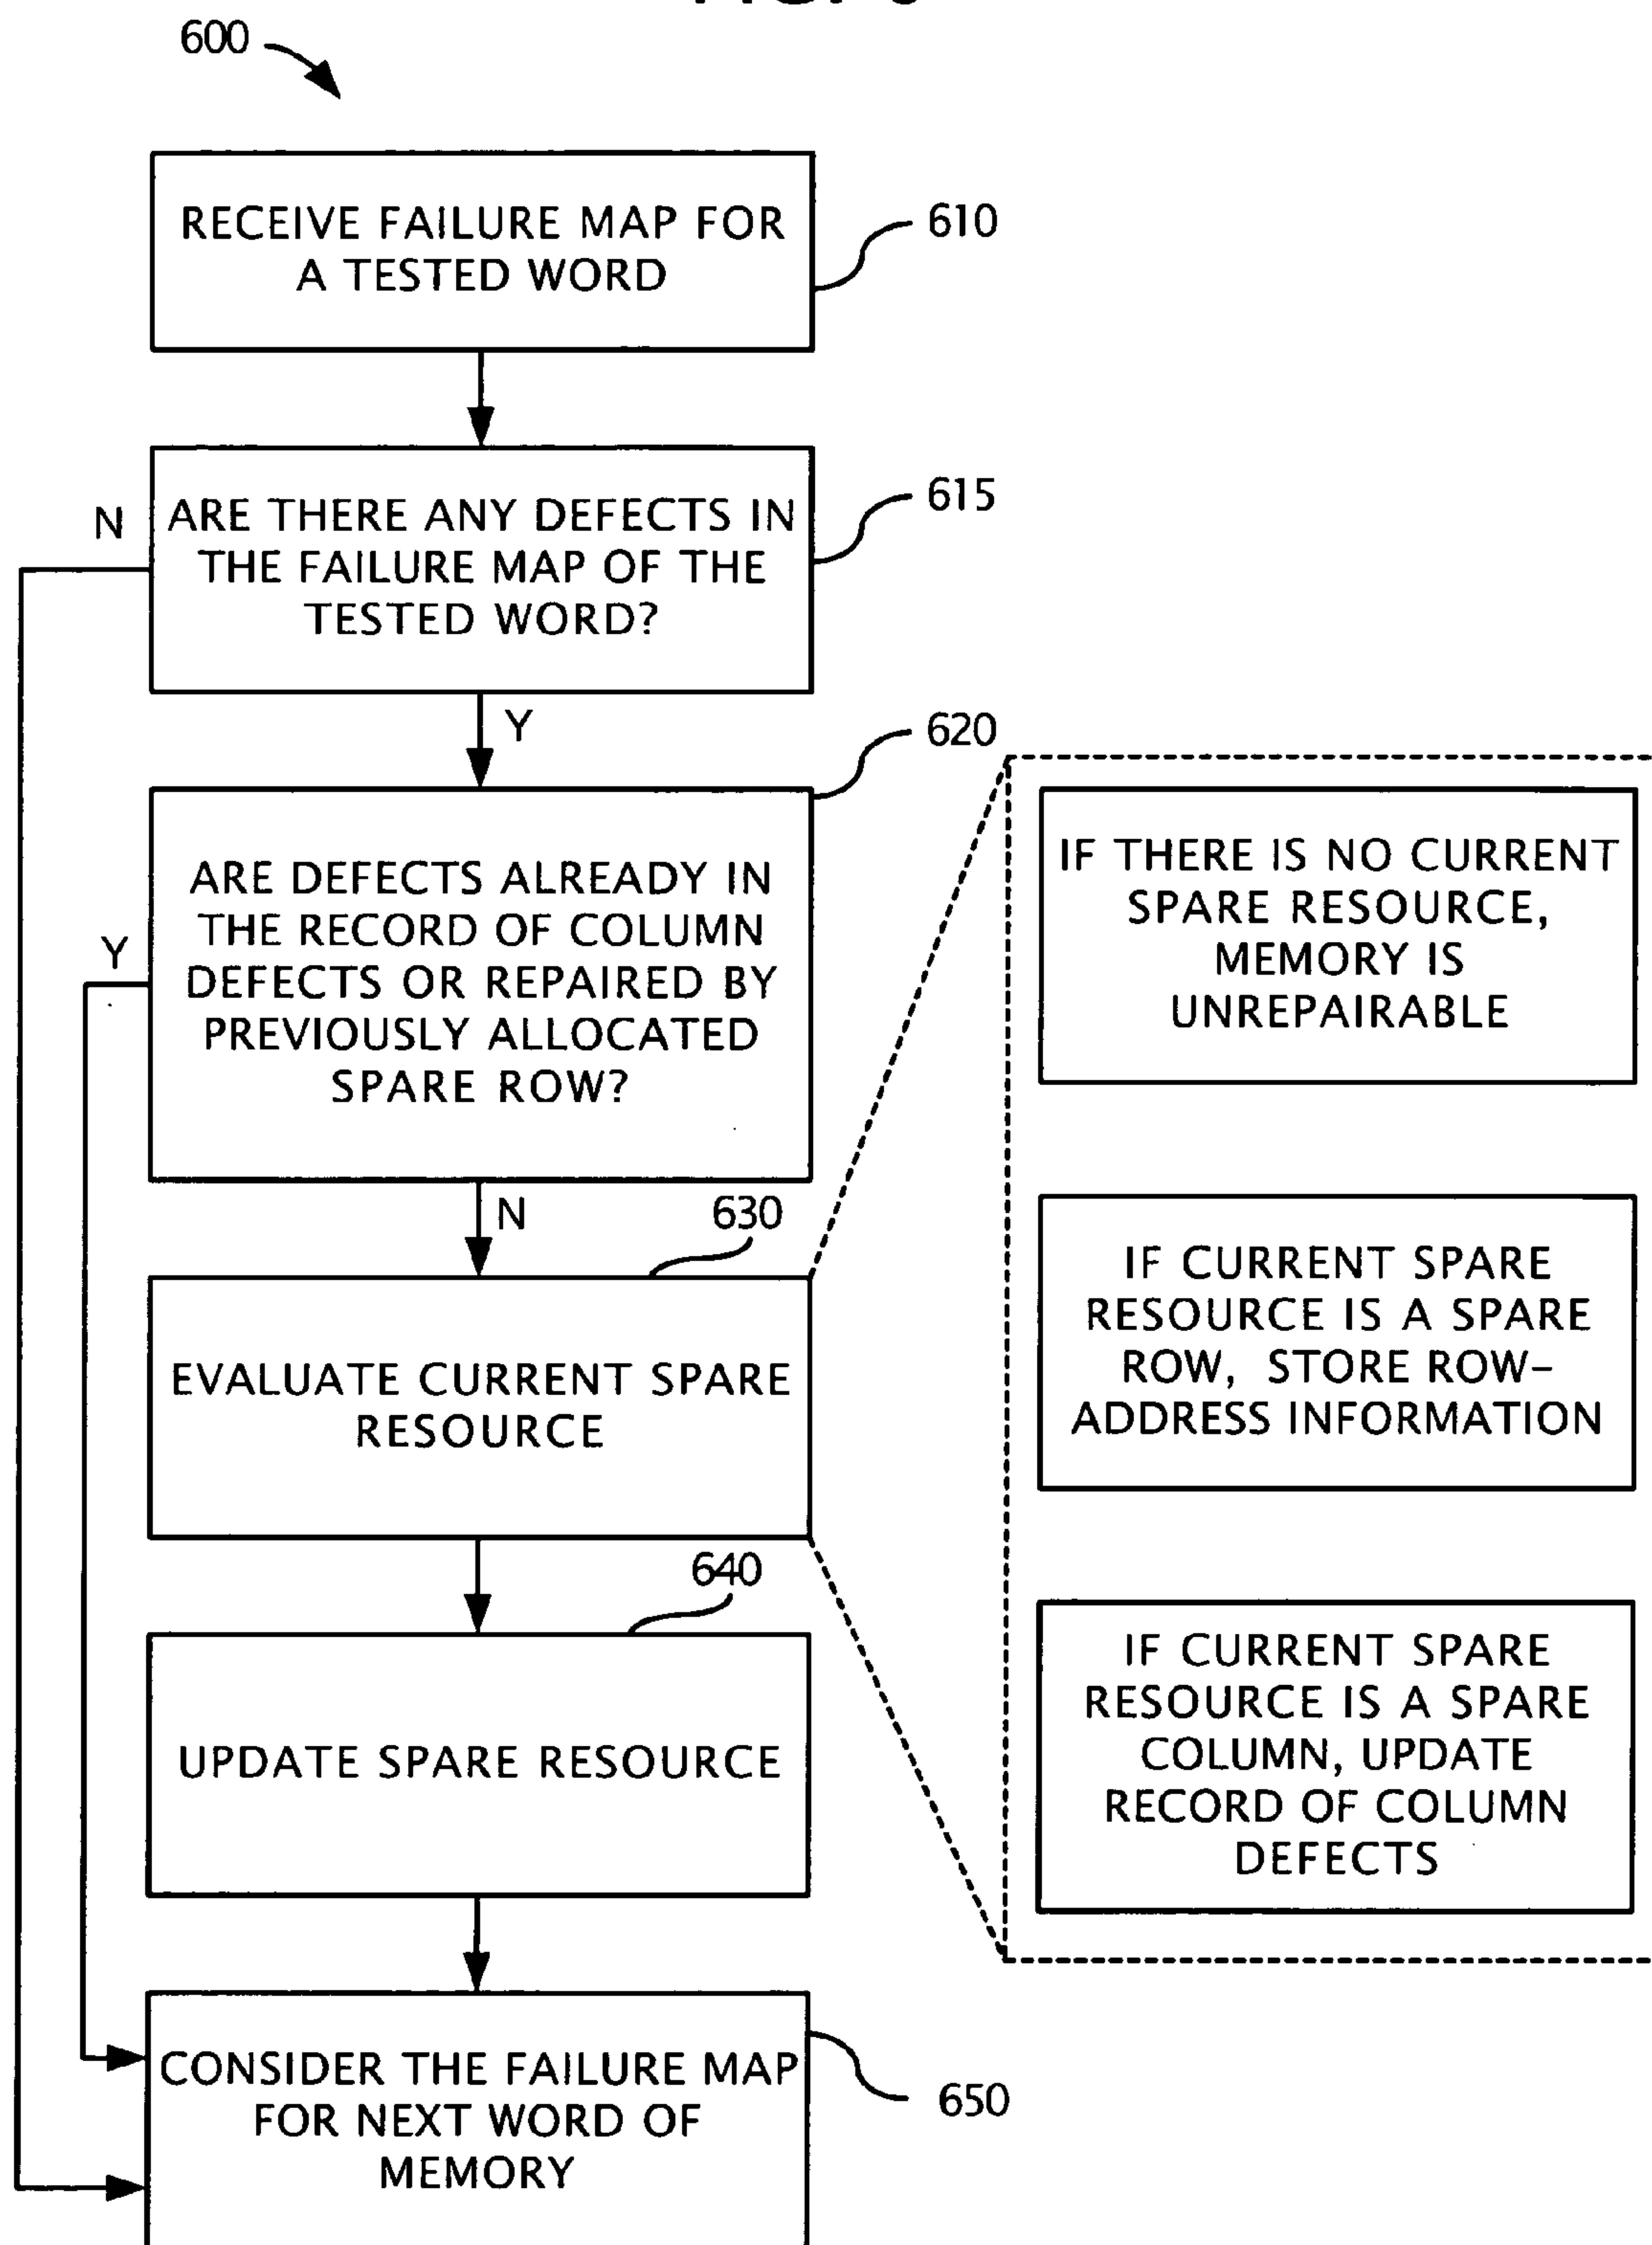 600
RECEIVE FAILURE MAP FOR
A TESTED WORD
610
ARE THERE ANY DEFECTS IN
THE FAILURE MAP OF THE
TESTED WORD?
615
N
Y
620
ARE DEFECTS ALREADY IN
THE RECORD OF COLUMN
DEFECTS OR REPAIRED BY
PREVIOUSLY ALLOCATED
SPARE ROW?
Y
N
630
EVALUATE CURRENT SPARE
RESOURCE
IF THERE IS NO CURRENT
SPARE RESOURCE,
MEMORY IS
UNREPAIRABLE
IF CURRENT SPARE
RESOURCE IS A SPARE
ROW, STORE ROW-
ADDRESS INFORMATION
IF CURRENT SPARE
RESOURCE IS A SPARE
COLUMN, UPDATE
RECORD OF COLUMN
DEFECTS
640
UPDATE SPARE RESOURCE
CONSIDER THE FAILURE MAP
FOR NEXT WORD OF
MEMORY
650